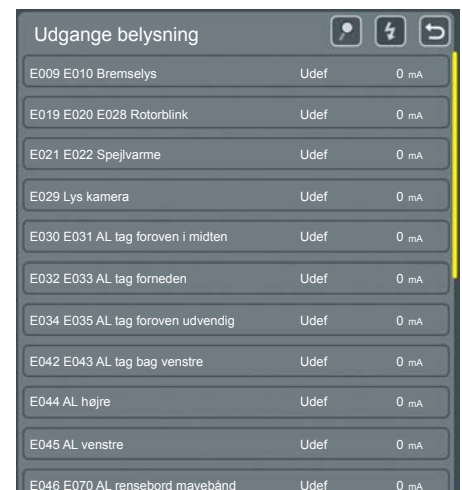 Udgange belysning
E009 E010 Bremselys Udef 0 mA
E019 E020 E028 Rotorblink Udef 0 mA
E021 E022 Spejlvarme Udef 0 mA
E029 Lys kamera Udef 0 mA
E030 E031 AL tag foroven i midten Udef 0 mA
E032 E033 AL tag forneden Udef 0 mA
E034 E035 AL tag foroven udvendig Udef 0 mA
E042 E043 AL tag bag venstre Udef 0 mA
E044 AL højre Udef 0 mA
E045 AL venstre Udef 0 mA
E046 E070 AL rensebord mavebånd Udef 0 mA